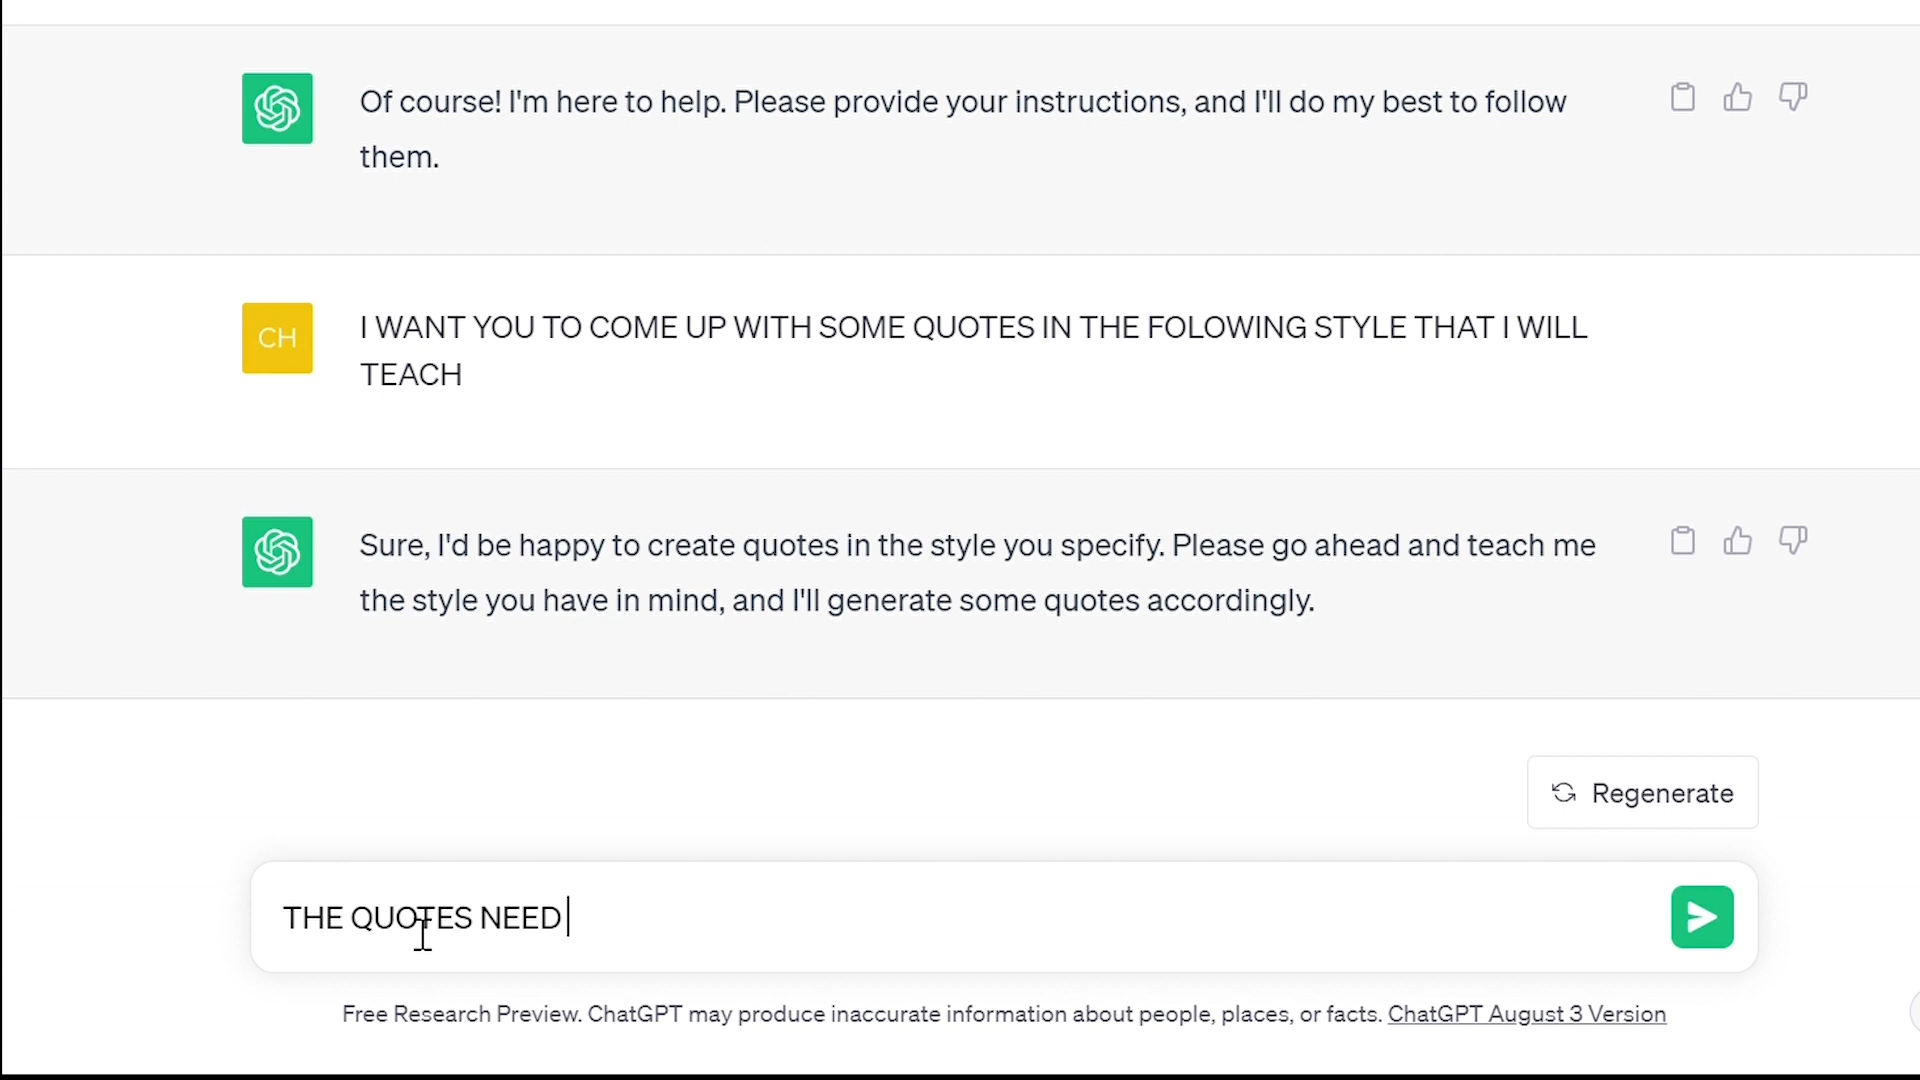 Of course! I'm here to help. Please provide your instructions, and I'll do my best to follow
them.
CH
I WANT YOU TO COME UP WITH SOME QUOTES IN THE FOLOWING STYLE THAT I WILL
TEACH
Sure, I'd be happy to create quotes in the style you specify. Please go ahead and teach me
the style you have in mind, and I'll generate some quotes accordingly.
Regenerate
THE QUOTES NEED
Free Research Preview. ChatGPT may produce inaccurate information about people, places, or facts. ChatGPT August 3 Version